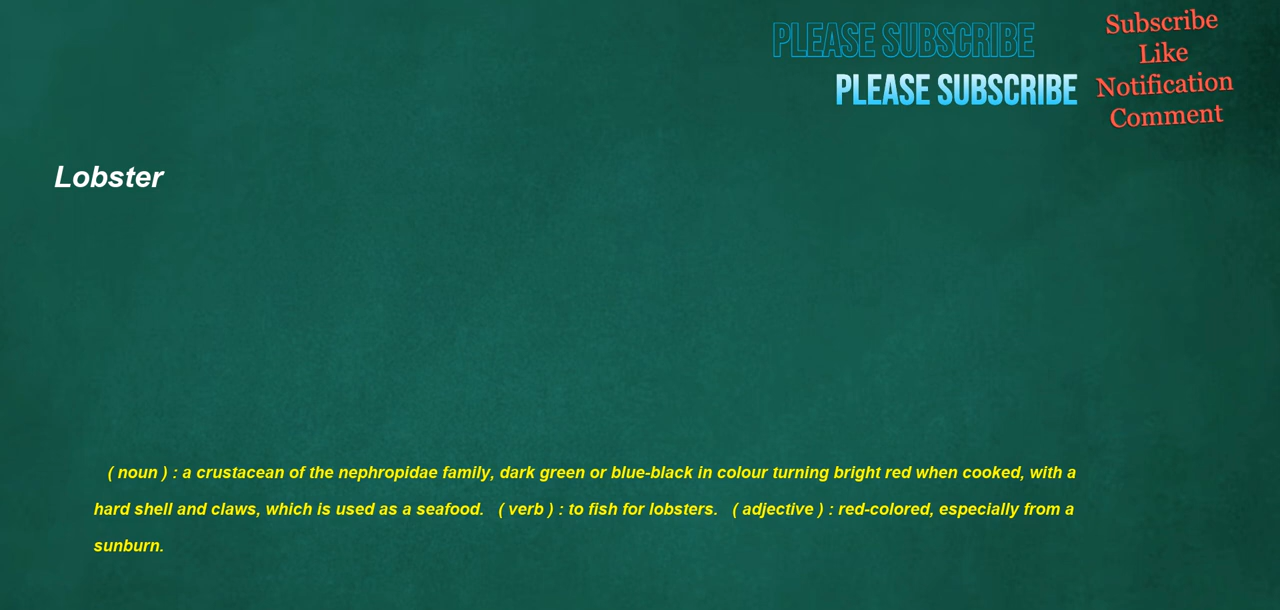 PLEASE SUBSCRIBE
PLEASE SUBSCRIBE
Subscribe
Like
Notification
Comment
Lobster
( noun ) : a crustacean of the nephropidae family, dark green or blue-black in colour turning bright red when cooked, with a
hard shell and claws, which is used as a seafood. ( verb ) : to fish for lobsters. ( adjective ) : red-colored, especially from a
sunburn.